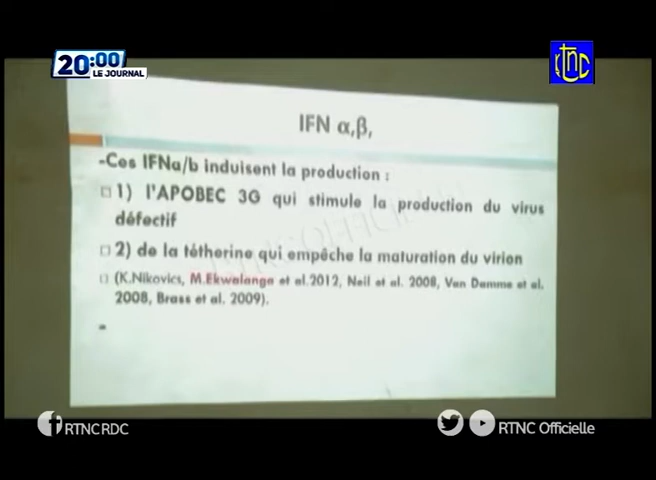 20:00
LE JOURNAL
rtnc
IFN α,β,
-Ces IFNa/b induisent la production :
1) l'APOBEC 3G qui stimule la production du virus
défectif
2) de la tétherine qui empêche la maturation du virion
(K.Nikovics, M.Ekwalanga et al.2012, Neil et al. 2008, Van Damme et al.
2008, Brass et al. 2009).
-
RTNCRDC
RTNC Officielle